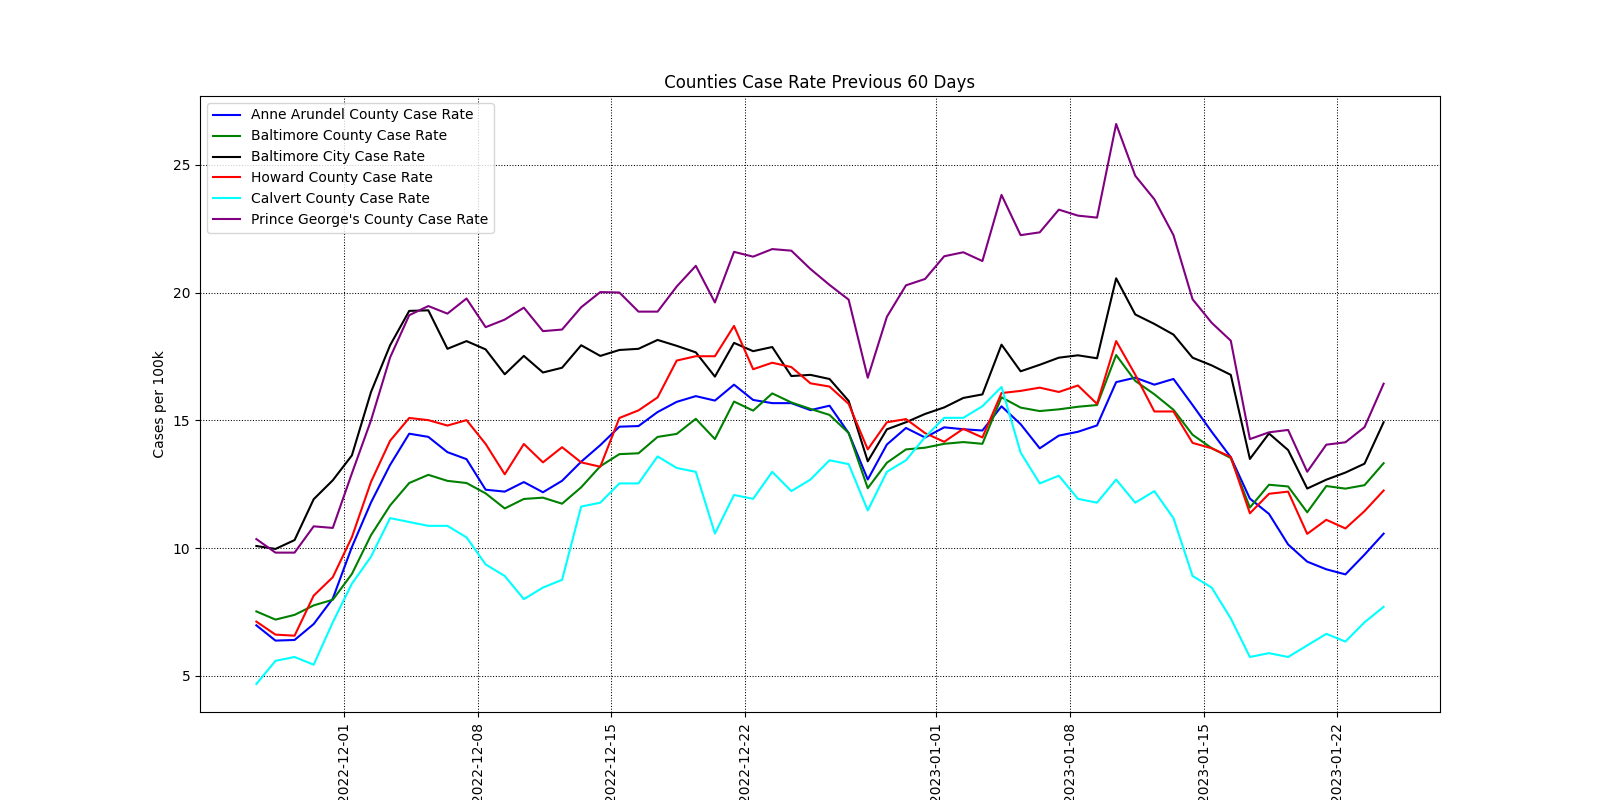 Counties Case Rate Previous 60 Days
Anne Arundel County Case Rate
Baltimore County Case Rate
Baltimore City Case Rate
Howard County Case Rate
Calvert County Case Rate
Prince George's County Case Rate
Cases per 100k
25
20
15
10
5
2022-12-01
2022-12-08
2022-12-15
2022-12-22
2023-01-01
2023-01-08
2023-01-15
2023-01-22